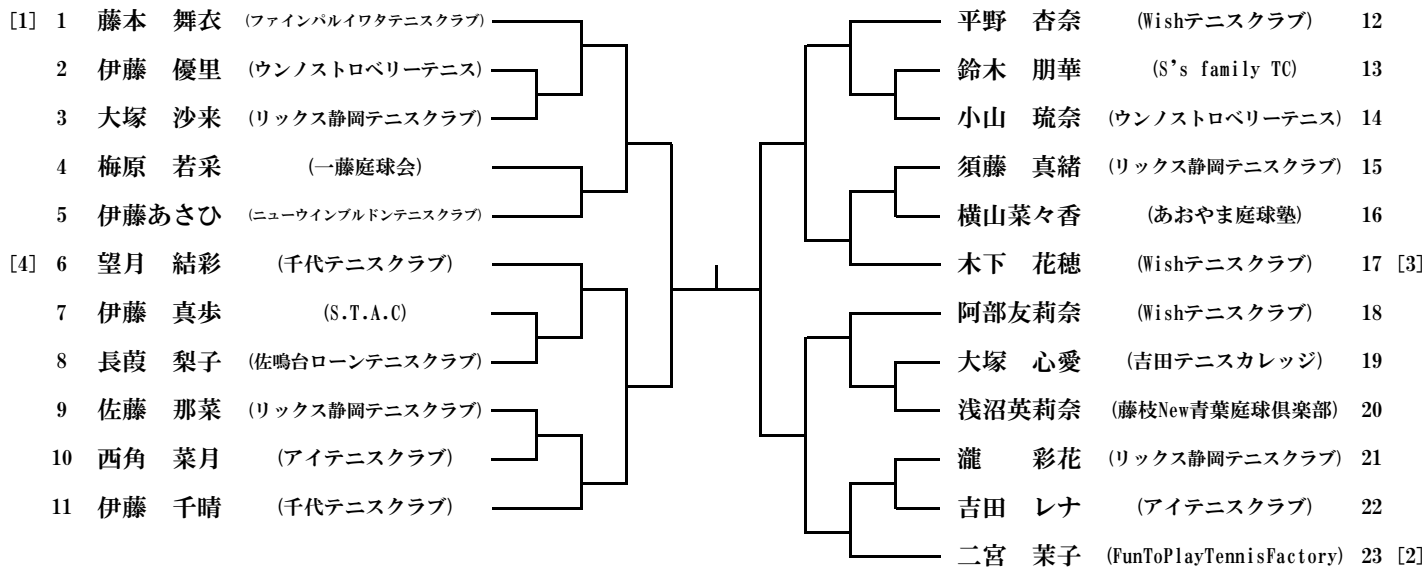 [1] 1 藤本 舞衣 (ファインパルイワタテニスクラブ)
2 伊藤 優里 (ウンノストロベリーテニス)
3 大塚 沙来 (リックス静岡テニスクラブ)
4 梅原 若采 (一藤庭球会)
5 伊藤あさひ (ニューウインブルドンテニスクラブ)
[4] 6 望月 結彩 (千代テニスクラブ)
7 伊藤 真歩 (S.T.A.C)
8 長葭 梨子 (佐鳴台ローンテニスクラブ)
9 佐藤 那菜 (リックス静岡テニスクラブ)
10 西角 菜月 (アイテニスクラブ)
11 伊藤 千晴 (千代テニスクラブ)
平野 杏奈 (Wishテニスクラブ) 12
鈴木 朋華 (S’s family TC) 13
小山 琉奈 (ウンノストロベリーテニス) 14
須藤 真緒 (リックス静岡テニスクラブ) 15
横山菜々香 (あおやま庭球塾) 16
木下 花穂 (Wishテニスクラブ) 17 [3]
阿部友莉奈 (Wishテニスクラブ) 18
大塚 心愛 (吉田テニスカレッジ) 19
浅沼英莉奈 (藤枝New青葉庭球倶楽部) 20
瀧 彩花 (リックス静岡テニスクラブ) 21
吉田 レナ (アイテニスクラブ) 22
二宮 茉子 (FunToPlayTennisFactory) 23 [2]